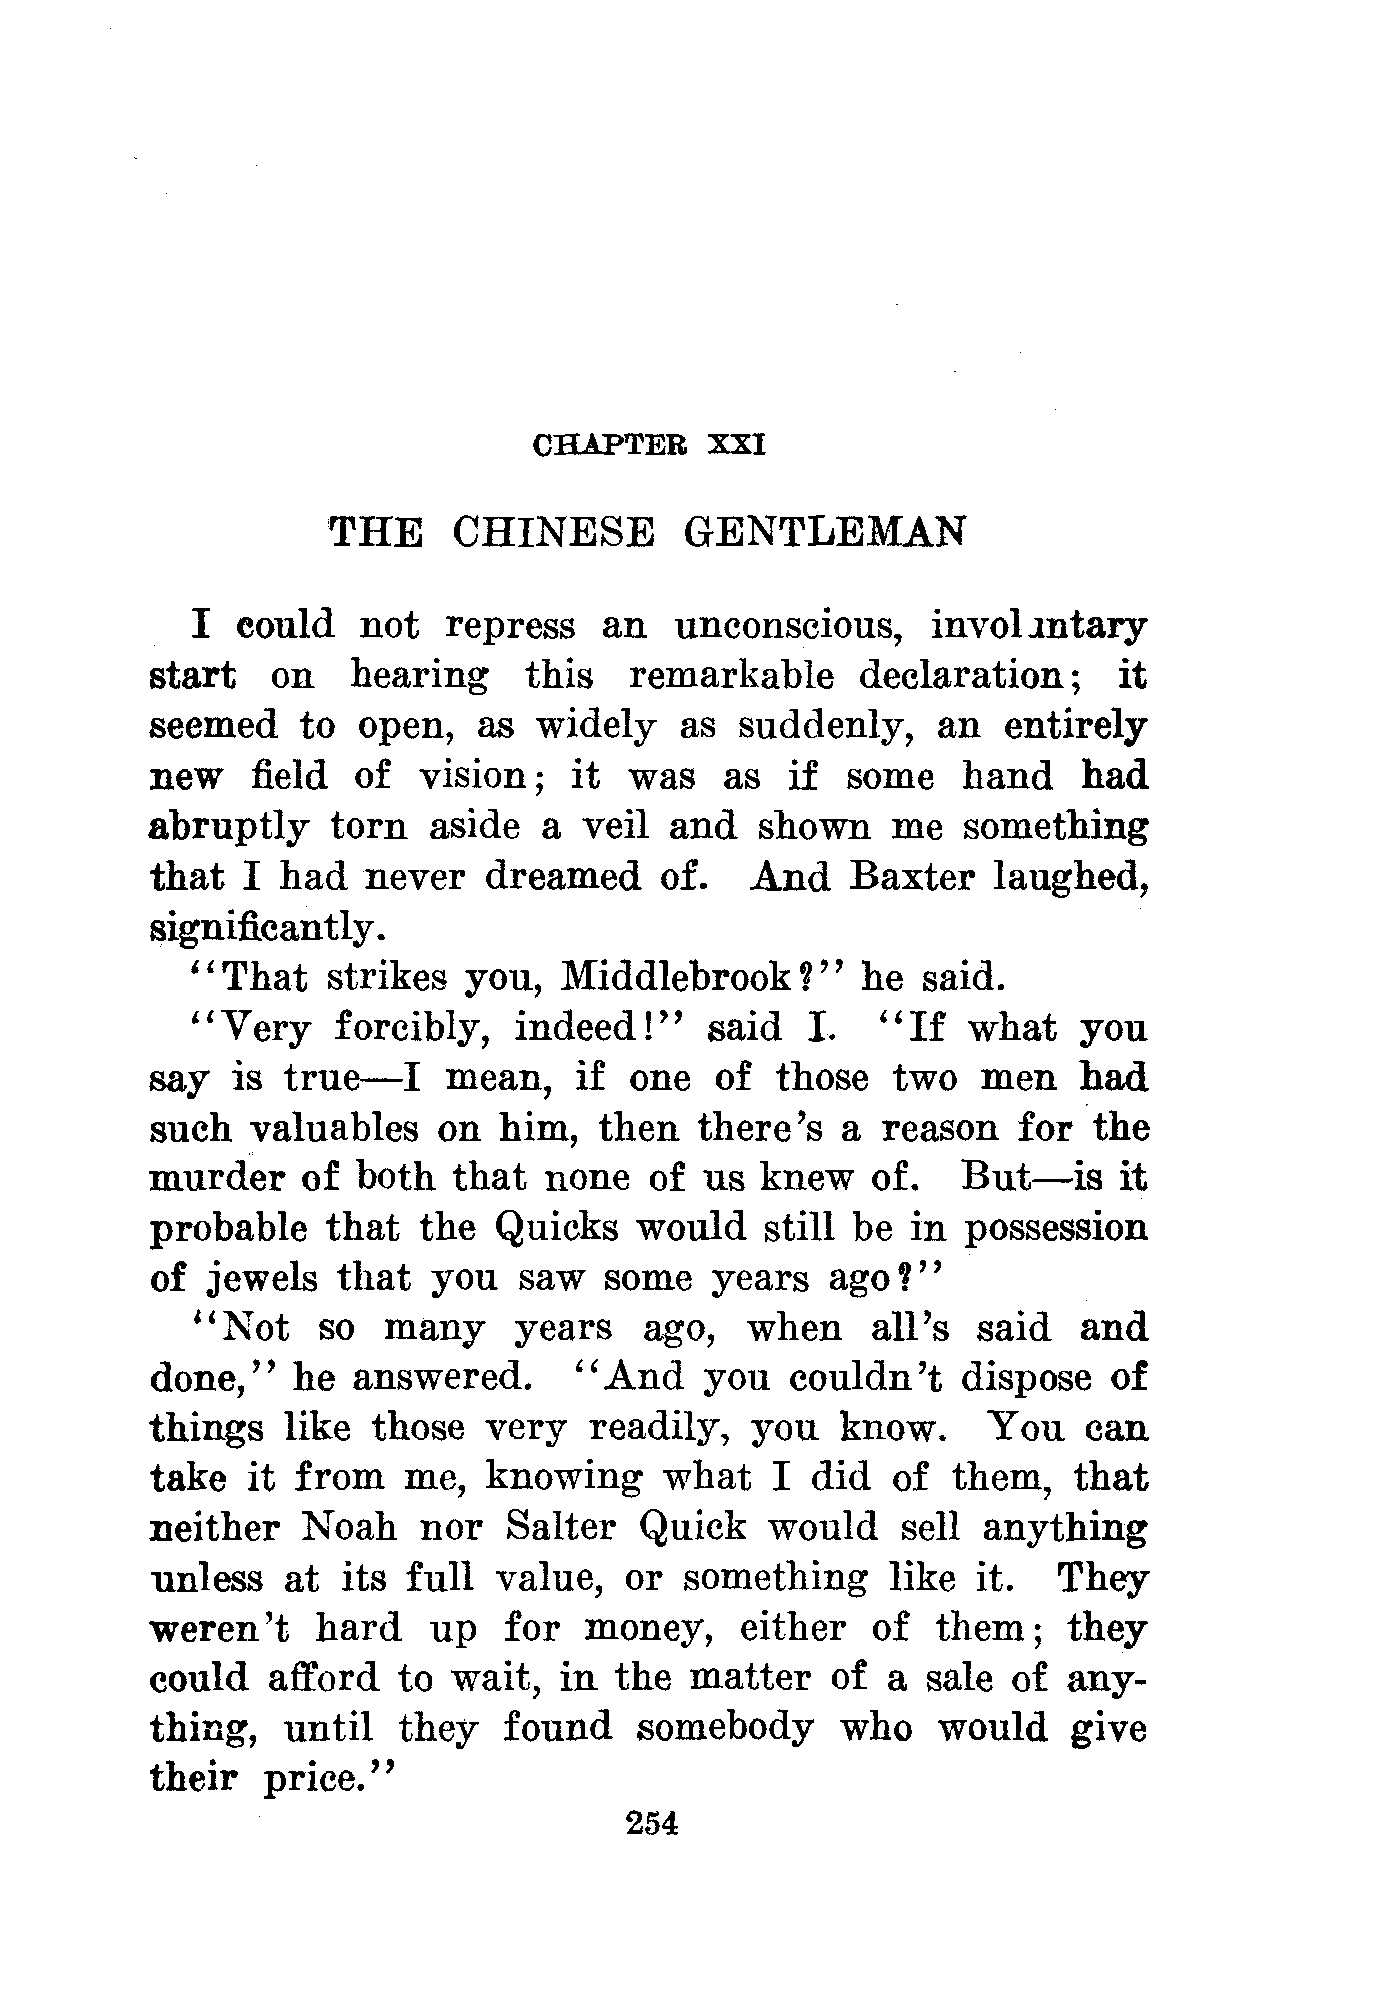 CHAPTER XXI
THE CHINESE GENTLEMAN
I could not repress an unconscious, involuntary
start on hearing this remarkable declaration; it
seemed to open, as widely as suddenly, an entirely
new field of vision; it was as if some hand had
abruptly torn aside a veil and shown me something
that I had never dreamed of. And Baxter laughed,
significantly.
"That strikes you, Middlebrook?" he said.
"Very forcibly, indeed!" said I. "If what you
say is true—I mean, if one of those two men had
such valuables on him, then there's a reason for the
murder of both that none of us knew of. But—is it
probable that the Quicks would still be in possession
of jewels that you saw some years ago?"
"Not so many years ago, when all's said and
done," he answered. "And you couldn't dispose of
things like those very readily, you know. You can
take it from me, knowing what I did of them, that
neither Noah nor Salter Quick would sell anything
unless at its full value, or something like it. They
weren't hard up for money, either of them; they
could afford to wait, in the matter of a sale of any-
thing, until they found somebody who would give
their price."
254